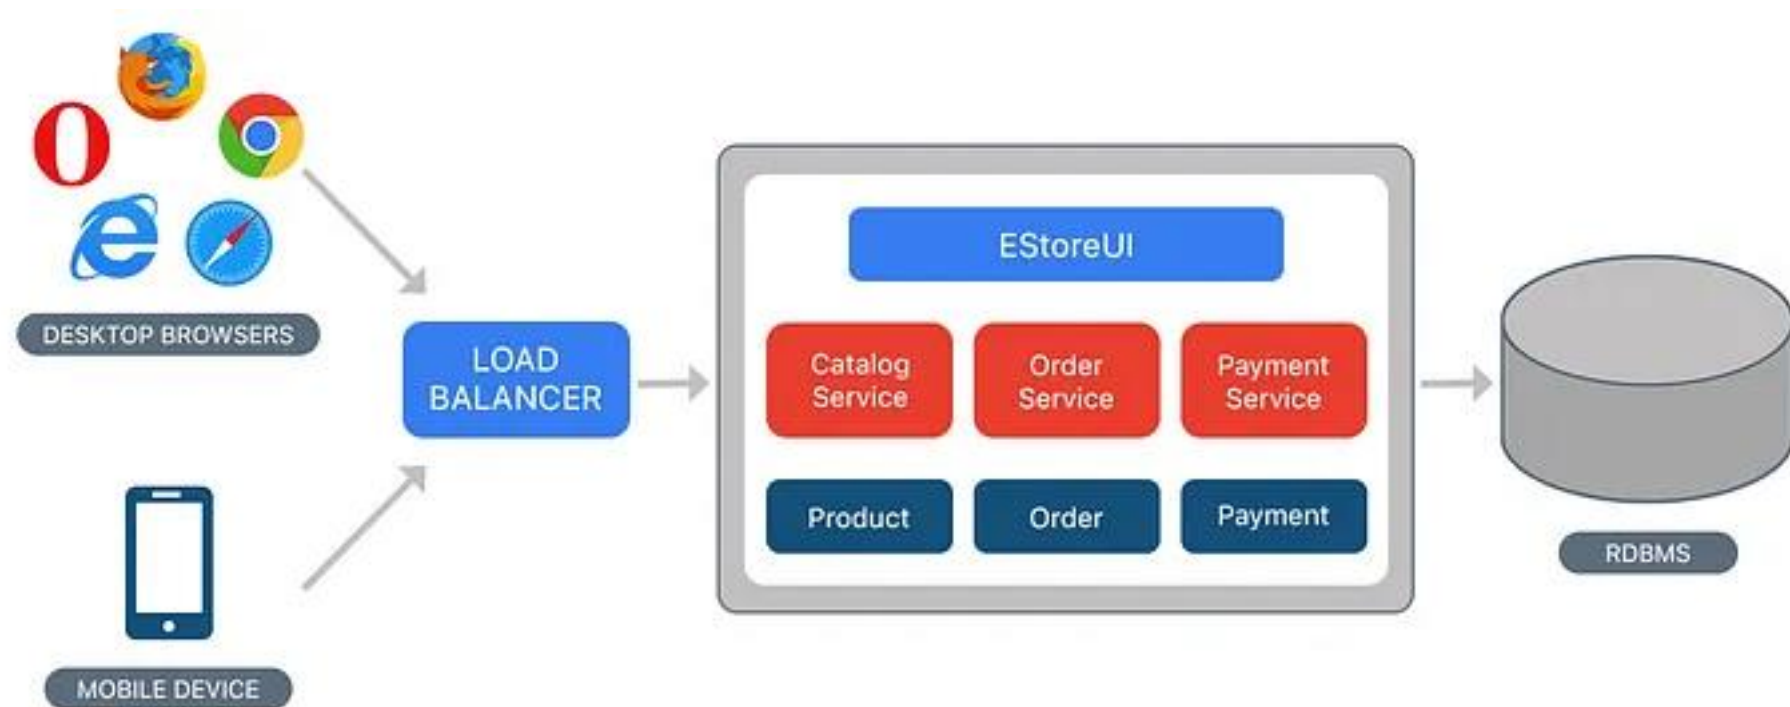 DESKTOP BROWSERS
LOAD
BALANCER
MOBILE DEVICE
EStoreUI
Catalog
Service
Order
Service
Payment
Service
Product
Order
Payment
RDBMS